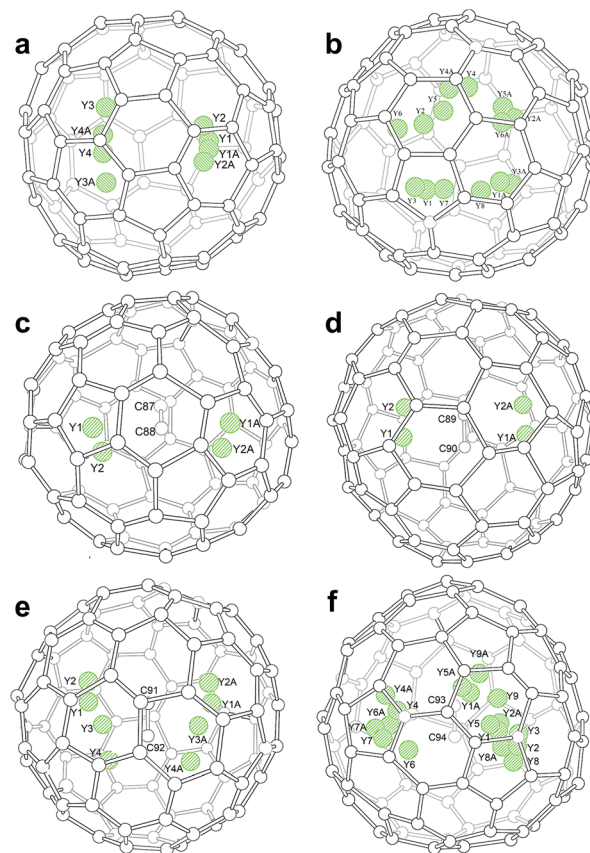 a
Y3
Y2
Y4A
Y1
Y4
Y1A
Y2A
Y3A
b
Y4A Y4
Y5
Y5A
Y6
Y2
Y2A
Y6A
Y3A
Y3 Y1 Y7 Y8 Y1A
c
C87
Y1
C88
Y1A
Y2
Y2A
d
Y2
C89
Y2A
Y1
C90
Y1A
e
Y2
C91
Y2A
Y1
Y1A
Y3
Y3A
Y4
C92
Y4A
f
Y9A
Y5A
Y4A
C93
Y1A
Y9
Y6A
Y4
Y5
Y2A
Y7A
C94
Y1
Y3
Y7
Y6
Y8A
Y2
Y8